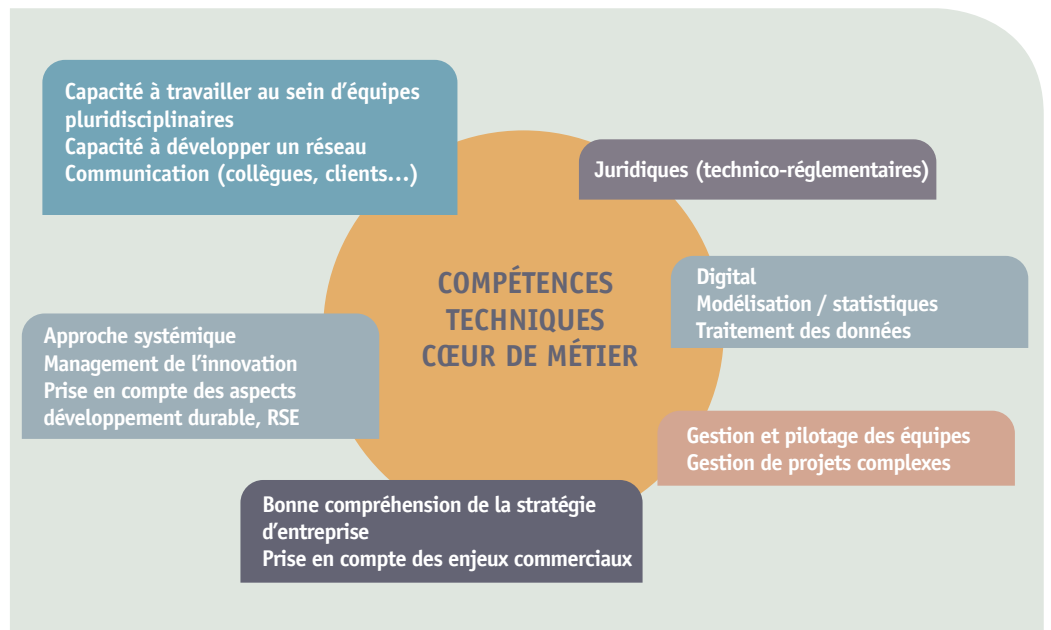 Capacité à travailler au sein d'équipes
pluridisciplinaires
Capacité à développer un réseau
Communication (collègues, clients...)
Juridiques (technico-réglementaires)
COMPÉTENCES
TECHNIQUES
CŒUR DE MÉTIER
Digital
Modélisation / statistiques
Traitement des données
Approche systémique
Management de l'innovation
Prise en compte des aspects
développement durable, RSE
Gestion et pilotage des équipes
Gestion de projets complexes
Bonne compréhension de la stratégie
d'entreprise
Prise en compte des enjeux commerciaux